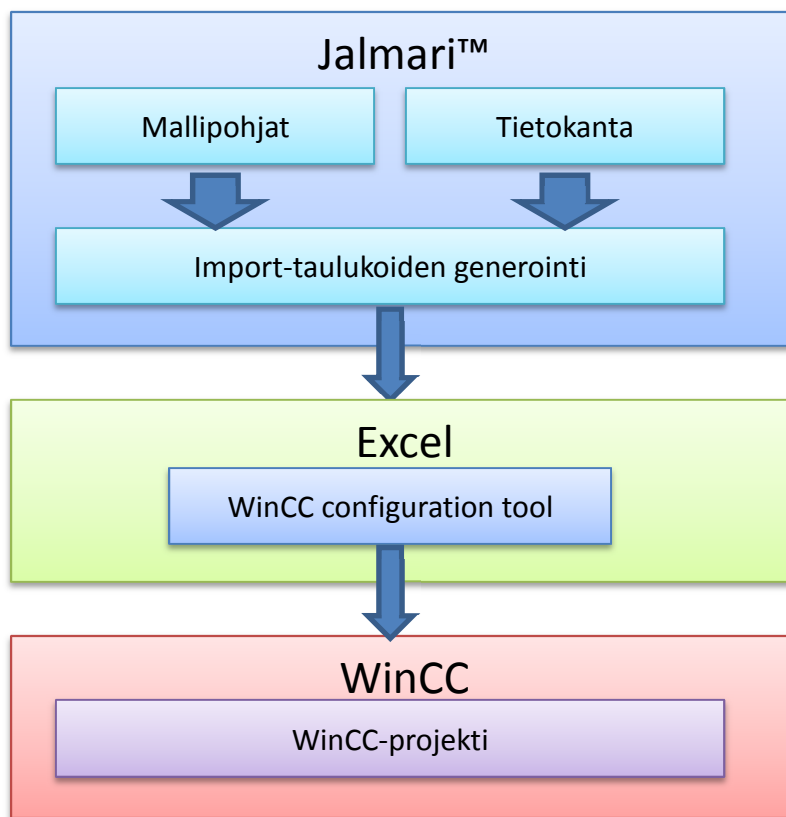 Jalmari™
Mallipohjat
Tietokanta
Import-taulukoiden generointi
Excel
WinCC configuration tool
WinCC
WinCC-projekti